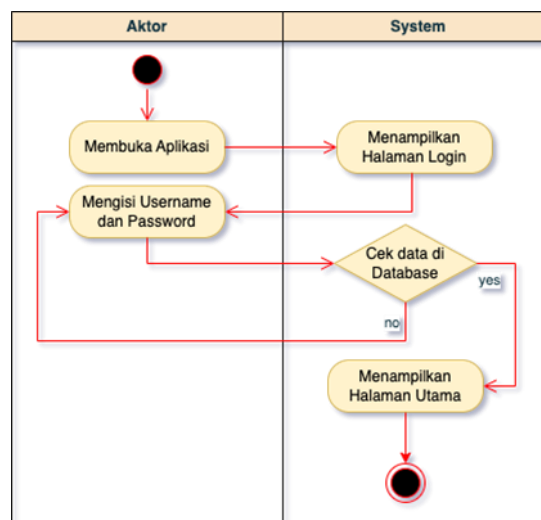 Aktor
System
Membuka Aplikasi
Menampilkan
Halaman Login
Mengisi Username
dan Password
Cek data di
Database
yes
no
Menampilkan
Halaman Utama